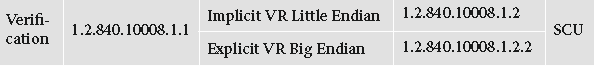 Verifi-
cation
1.2.840.10008.1.1
Implicit VR Little Endian 1.2.840.10008.1.2
Explicit VR Big Endian 1.2.840.10008.1.2.2
SCU